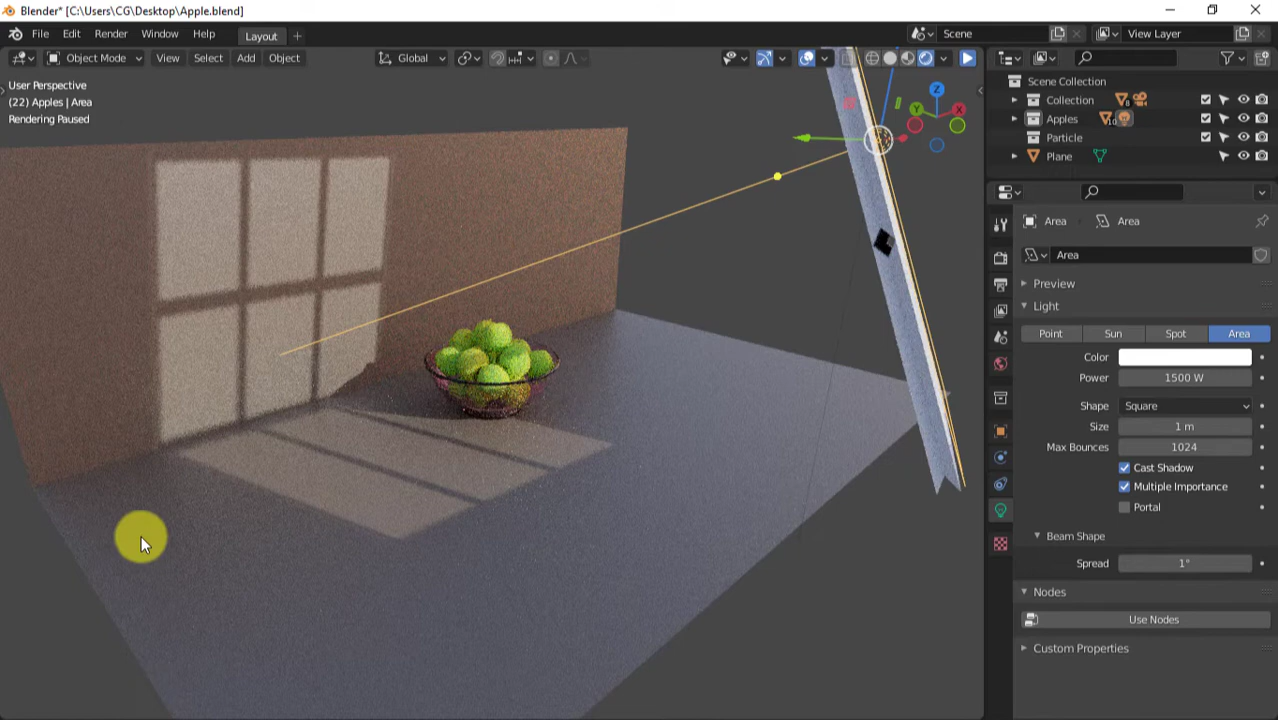 Blender* [C:\Users\CG\Desktop\Apple.blend]
File Edit Render Window Help Layout + Scene View Layer
Object Mode View Select Add Object Global
User Perspective
(22) Apples | Area
Rendering Paused
Z
Y
X
Scene Collection
Collection 8
Apples 10
Particle
Plane
Area Area
Area
Preview
Light
Point Sun Spot Area
Color
Power 1500 W
Shape Square
Size 1 m
Max Bounces 1024
Cast Shadow
Multiple Importance
Portal
Beam Shape
Spread 1°
Nodes
Use Nodes
Custom Properties